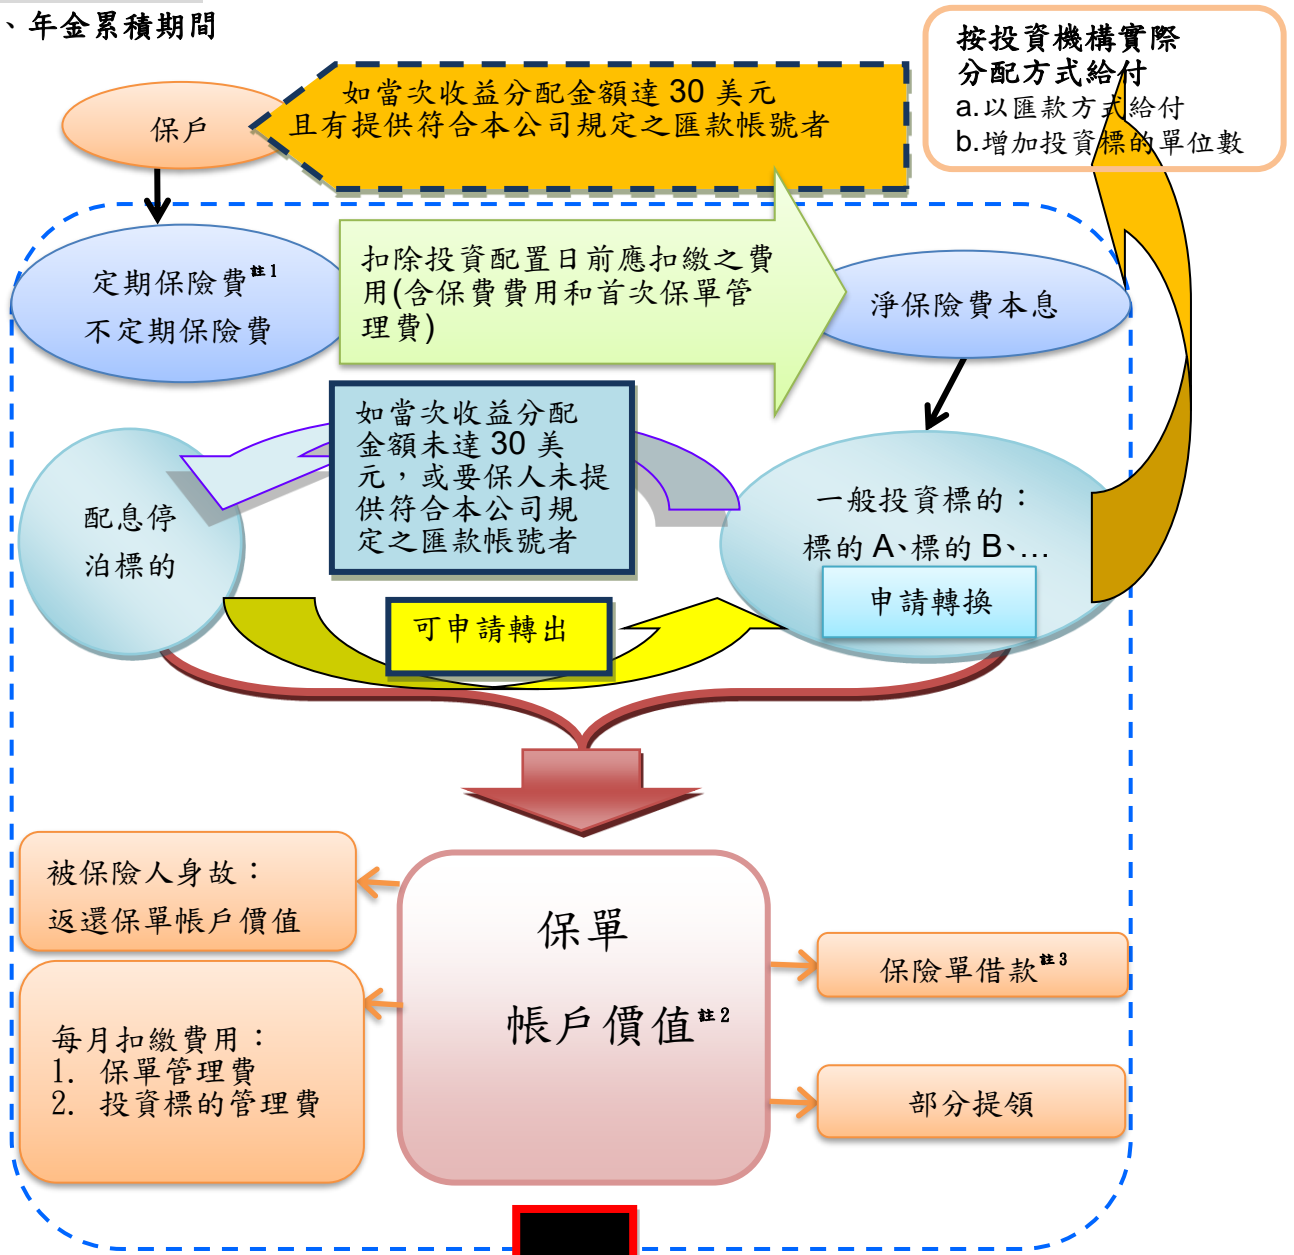 、年金累積期間
按投資機構實際
分配方式給付
a.以匯款方式給付
b.增加投資標的單位數
保戶
如當次收益分配金額達 30 美元
且有提供符合本公司規定之匯款帳號者
定期保險費註1
不定期保險費
扣除投資配置日前應扣繳之費
用(含保費費用和首次保單管
理費)
淨保險費本息
如當次收益分配
金額未達 30 美
元，或要保人未提
供符合本公司規
定之匯款帳號者
配息停
泊標的
一般投資標的：
標的 A、標的 B、…
申請轉換
可申請轉出
被保險人身故：
返還保單帳戶價值
保單
帳戶價值註2
保險單借款註3
每月扣繳費用：
1. 保單管理費
2. 投資標的管理費
部分提領